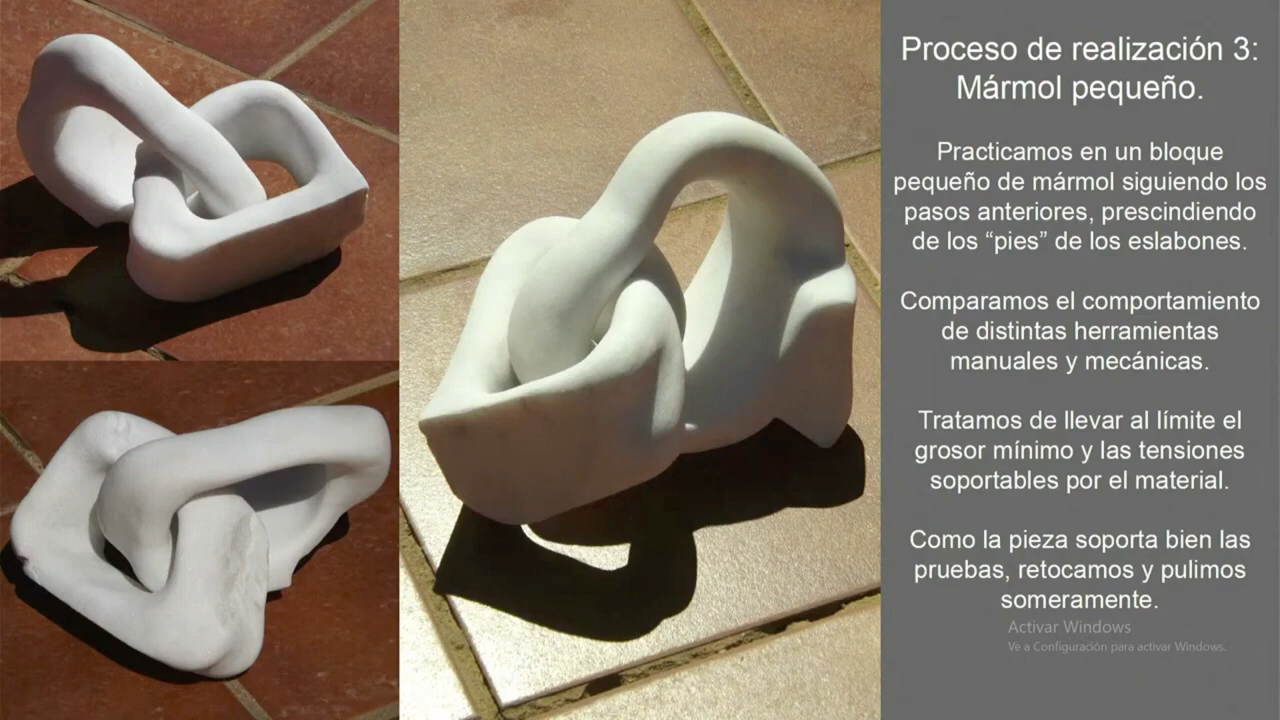 Proceso de realización 3:
Mármol pequeño.
Practicamos en un bloque
pequeño de mármol siguiendo los
pasos anteriores, prescindiendo
de los “pies” de los eslabones.
Comparamos el comportamiento
de distintas herramientas
manuales y mecánicas.
Tratamos de llevar al límite el
grosor mínimo y las tensiones
soportables por el material.
Como la pieza soporta bien las
pruebas, retocamos y pulimos
someramente.
Activar Windows
Ve a Configuración para activar Windows.